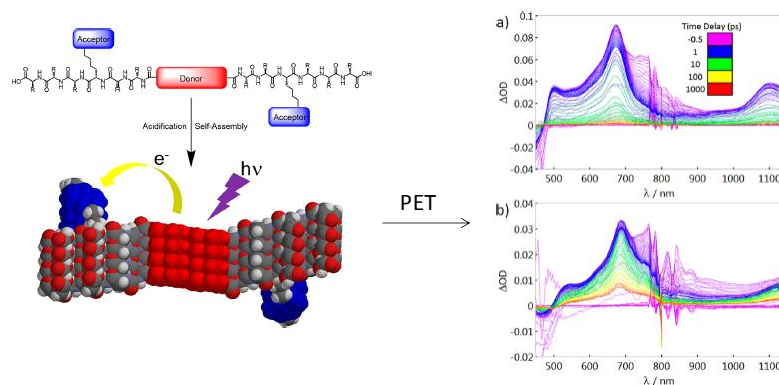 Acceptor
HO
O
R
H
N
Donor
OH
Acceptor
Acidification Self-Assembly
e-
hν
PET
a)
Time Delay (ps)
-0.5
1
10
100
1000
ΔOD
0.1
0.08
0.06
0.04
0.02
0
-0.02
-0.04
500 600 700 800 900 1000 1100
λ / nm
b)
ΔOD
0.04
0.03
0.02
0.01
0
0.01
0.02
500 600 700 800 900 1000 1100
λ / nm